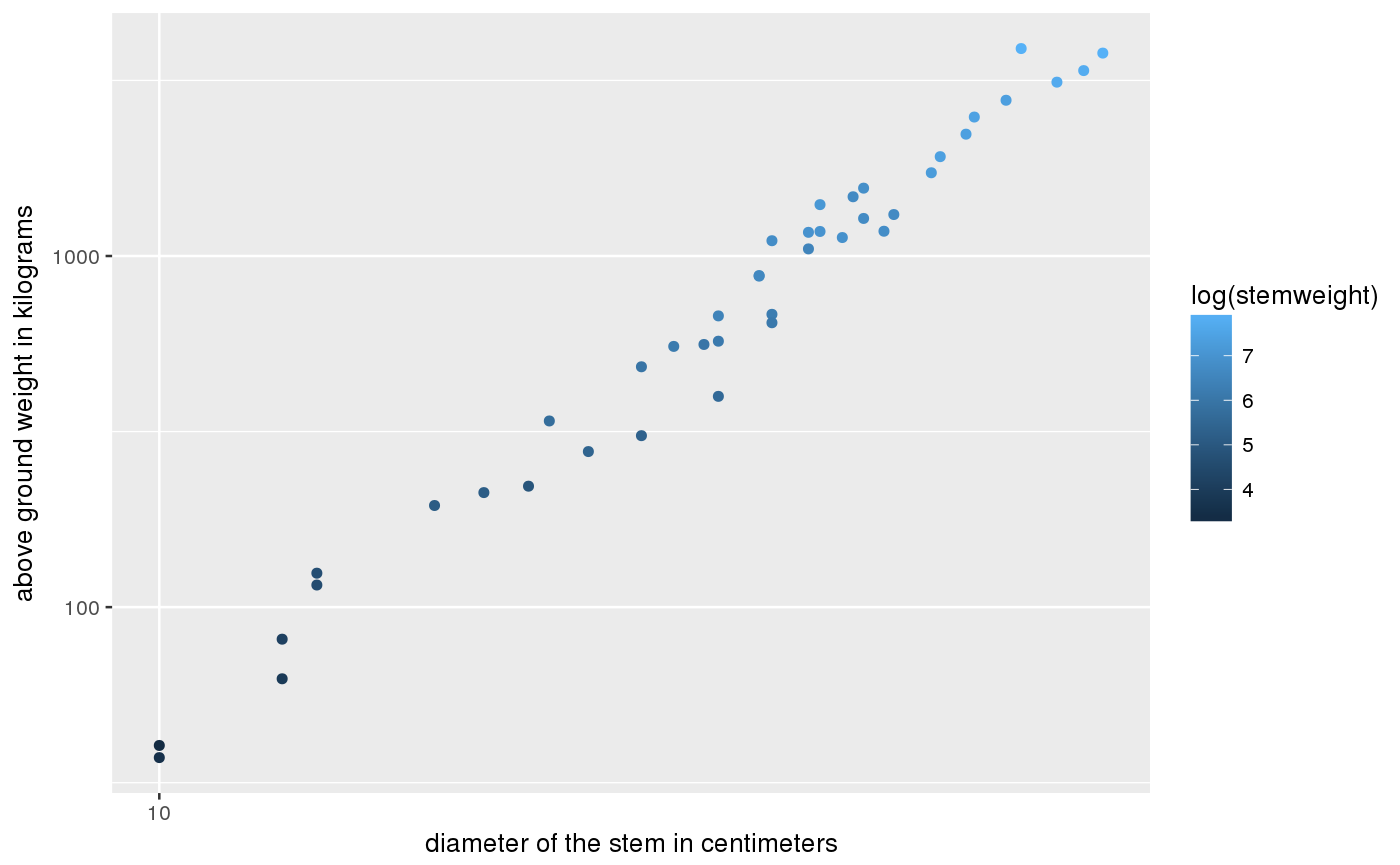 above ground weight in kilograms
1000
100
10
diameter of the stem in centimeters
log(stemweight)
7
6
5
4